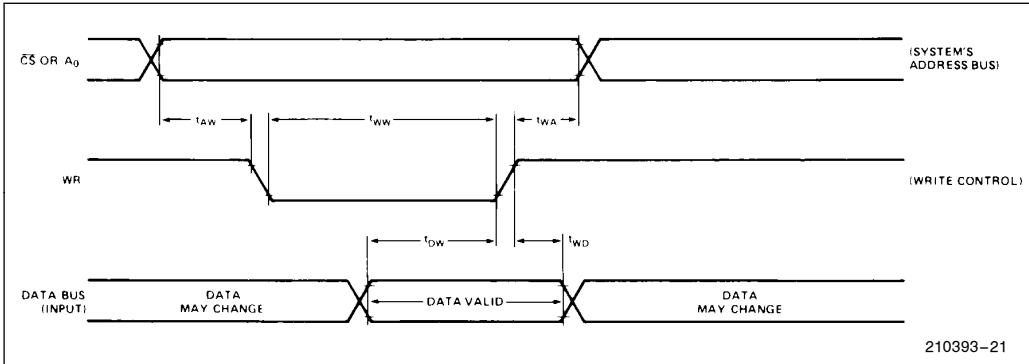 C̅S̅ OR A₀
(SYSTEM'S
ADDRESS BUS)
tAW
tWW
tWA
WR
(WRITE CONTROL)
tDW
tWD
DATA BUS
(INPUT)
DATA
MAY CHANGE
DATA VALID
DATA
MAY CHANGE
210393–21